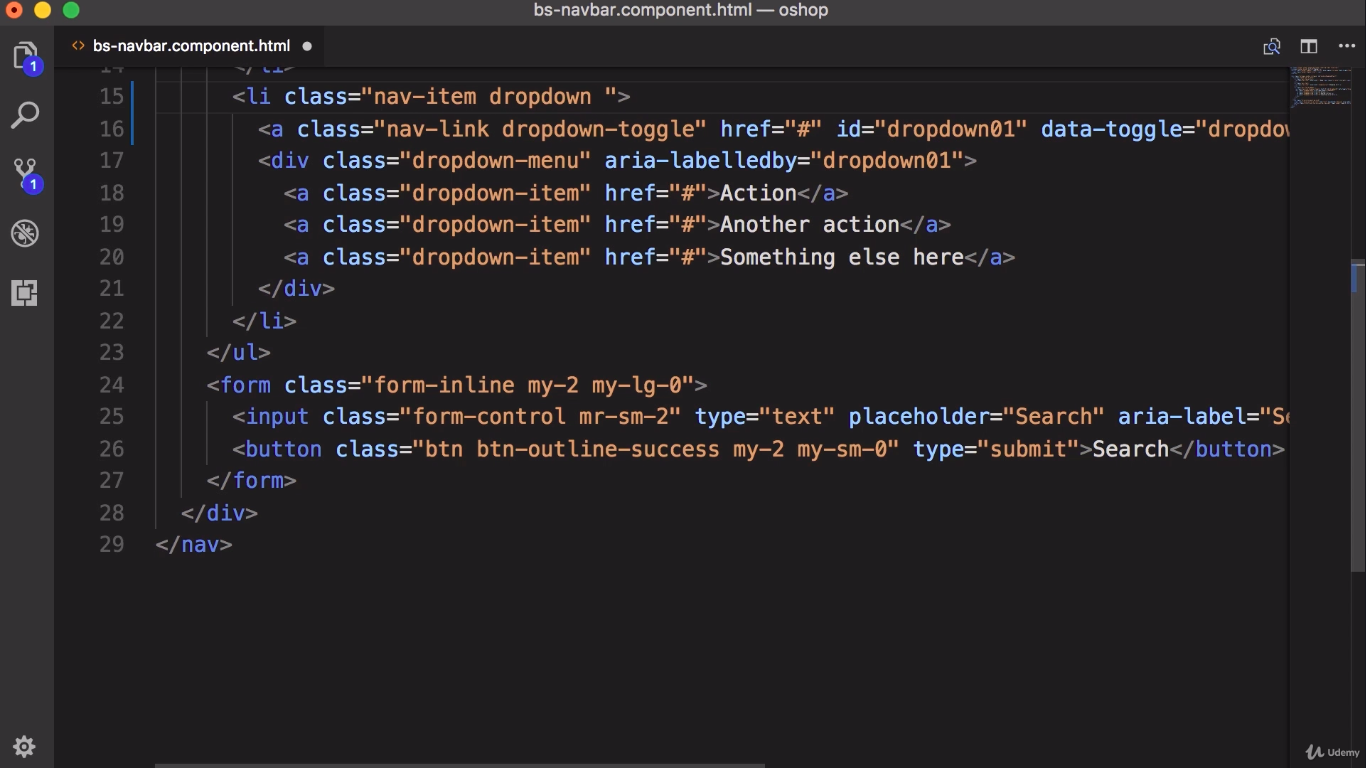 bs-navbar.component.html — oshop
<> bs-navbar.component.html ●
1
1
14 </li>
15 <li class="nav-item dropdown ">
16 <a class="nav-link dropdown-toggle" href="#" id="dropdown01" data-toggle="dropdow
17 <div class="dropdown-menu" aria-labelledby="dropdown01">
18 <a class="dropdown-item" href="#">Action</a>
19 <a class="dropdown-item" href="#">Another action</a>
20 <a class="dropdown-item" href="#">Something else here</a>
21 </div>
22 </li>
23 </ul>
24 <form class="form-inline my-2 my-lg-0">
25 <input class="form-control mr-sm-2" type="text" placeholder="Search" aria-label="Se
26 <button class="btn btn-outline-success my-2 my-sm-0" type="submit">Search</button>
27 </form>
28 </div>
29 </nav>
Udemy